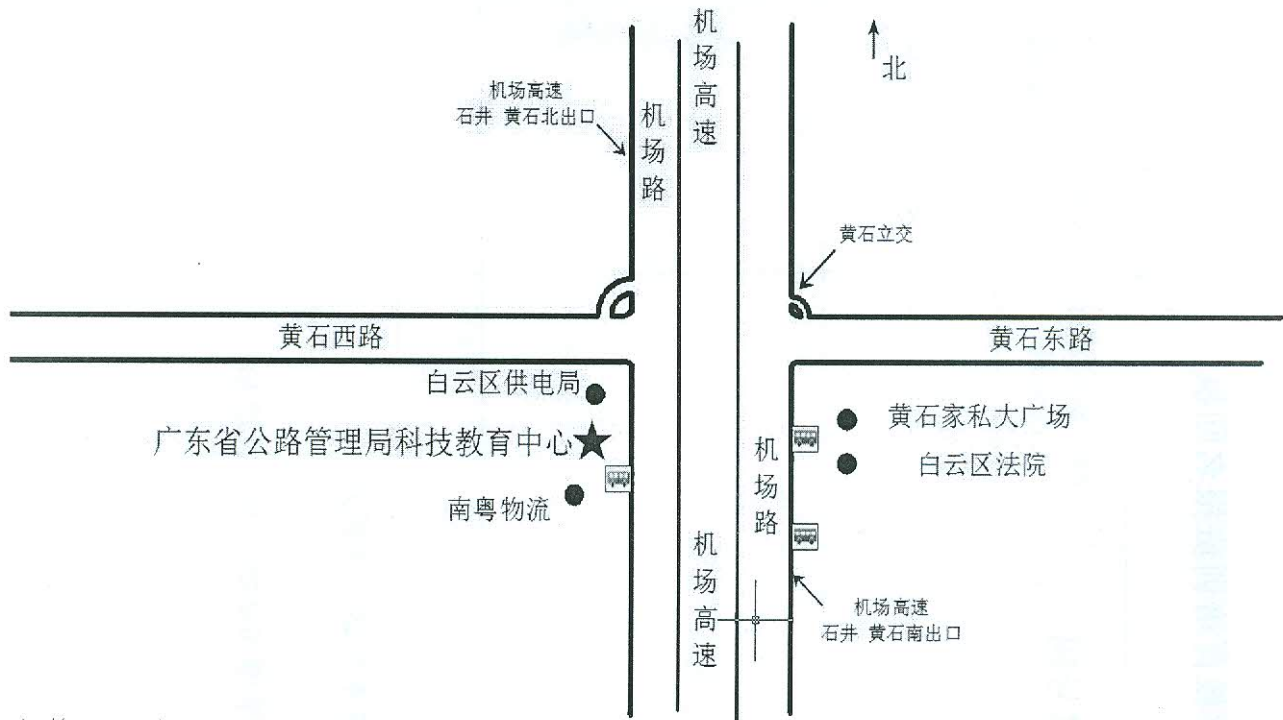 机场高速
北
机场高速
石井 黄石北出口
机场路
黄石立交
黄石西路
黄石东路
白云区供电局
黄石家私大广场
广东省公路管理局科技教育中心
白云区法院
机场路
南粤物流
机场高速
机场高速
石井 黄石南出口